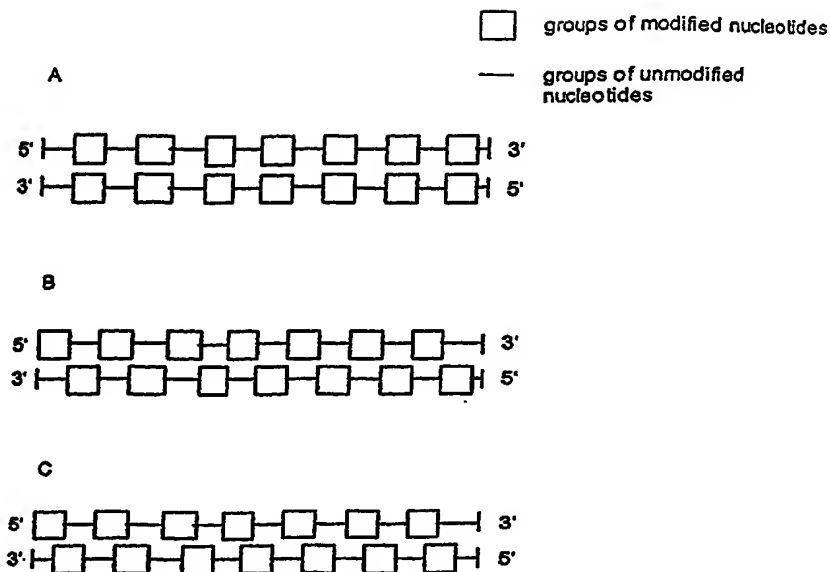 groups of modified nucleotides
groups of unmodified
nucleotides
A
5' 3'
3' 5'
B
5' 3'
3' 5'
C
5' 3'
3' 5'